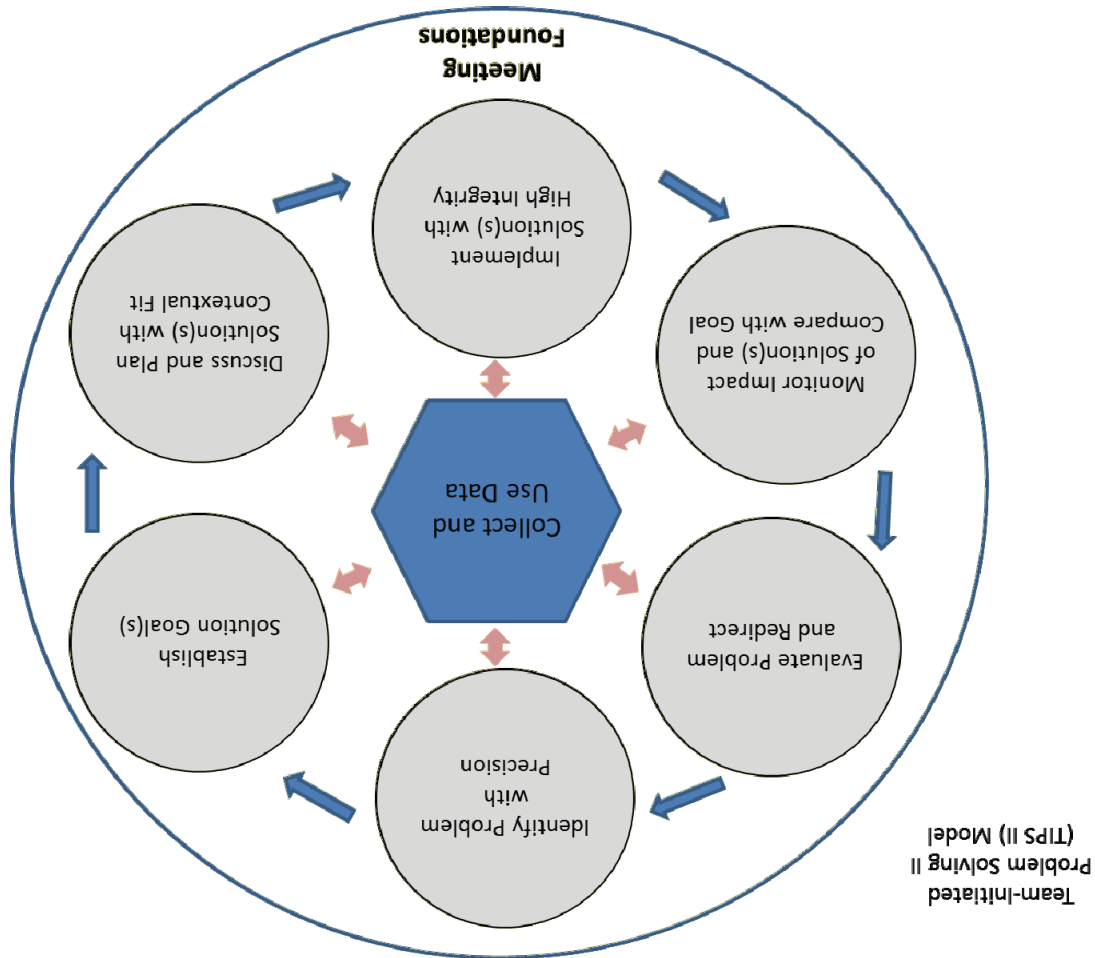 Team-Initiated
Problem Solving II
(TIPS II) Model
Identify Problem
with
Precision
Establish
Solution Goal(s)
Discuss and Plan
Solution(s) with
Contextual Fit
Implement
Solution(s) with
High Integrity
Monitor Impact
of Solution(s) and
Compare with Goal
Evaluate Problem
and Redirect
Collect and
Use Data
Meeting
Foundations